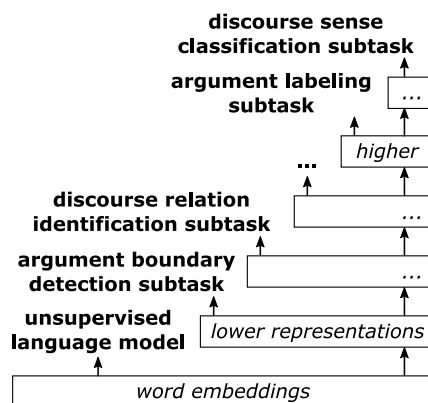 discourse sense
classification subtask
argument labeling
subtask
...
higher
...
discourse relation
identification subtask
...
argument boundary
detection subtask
...
unsupervised
language model
lower representations
word embeddings